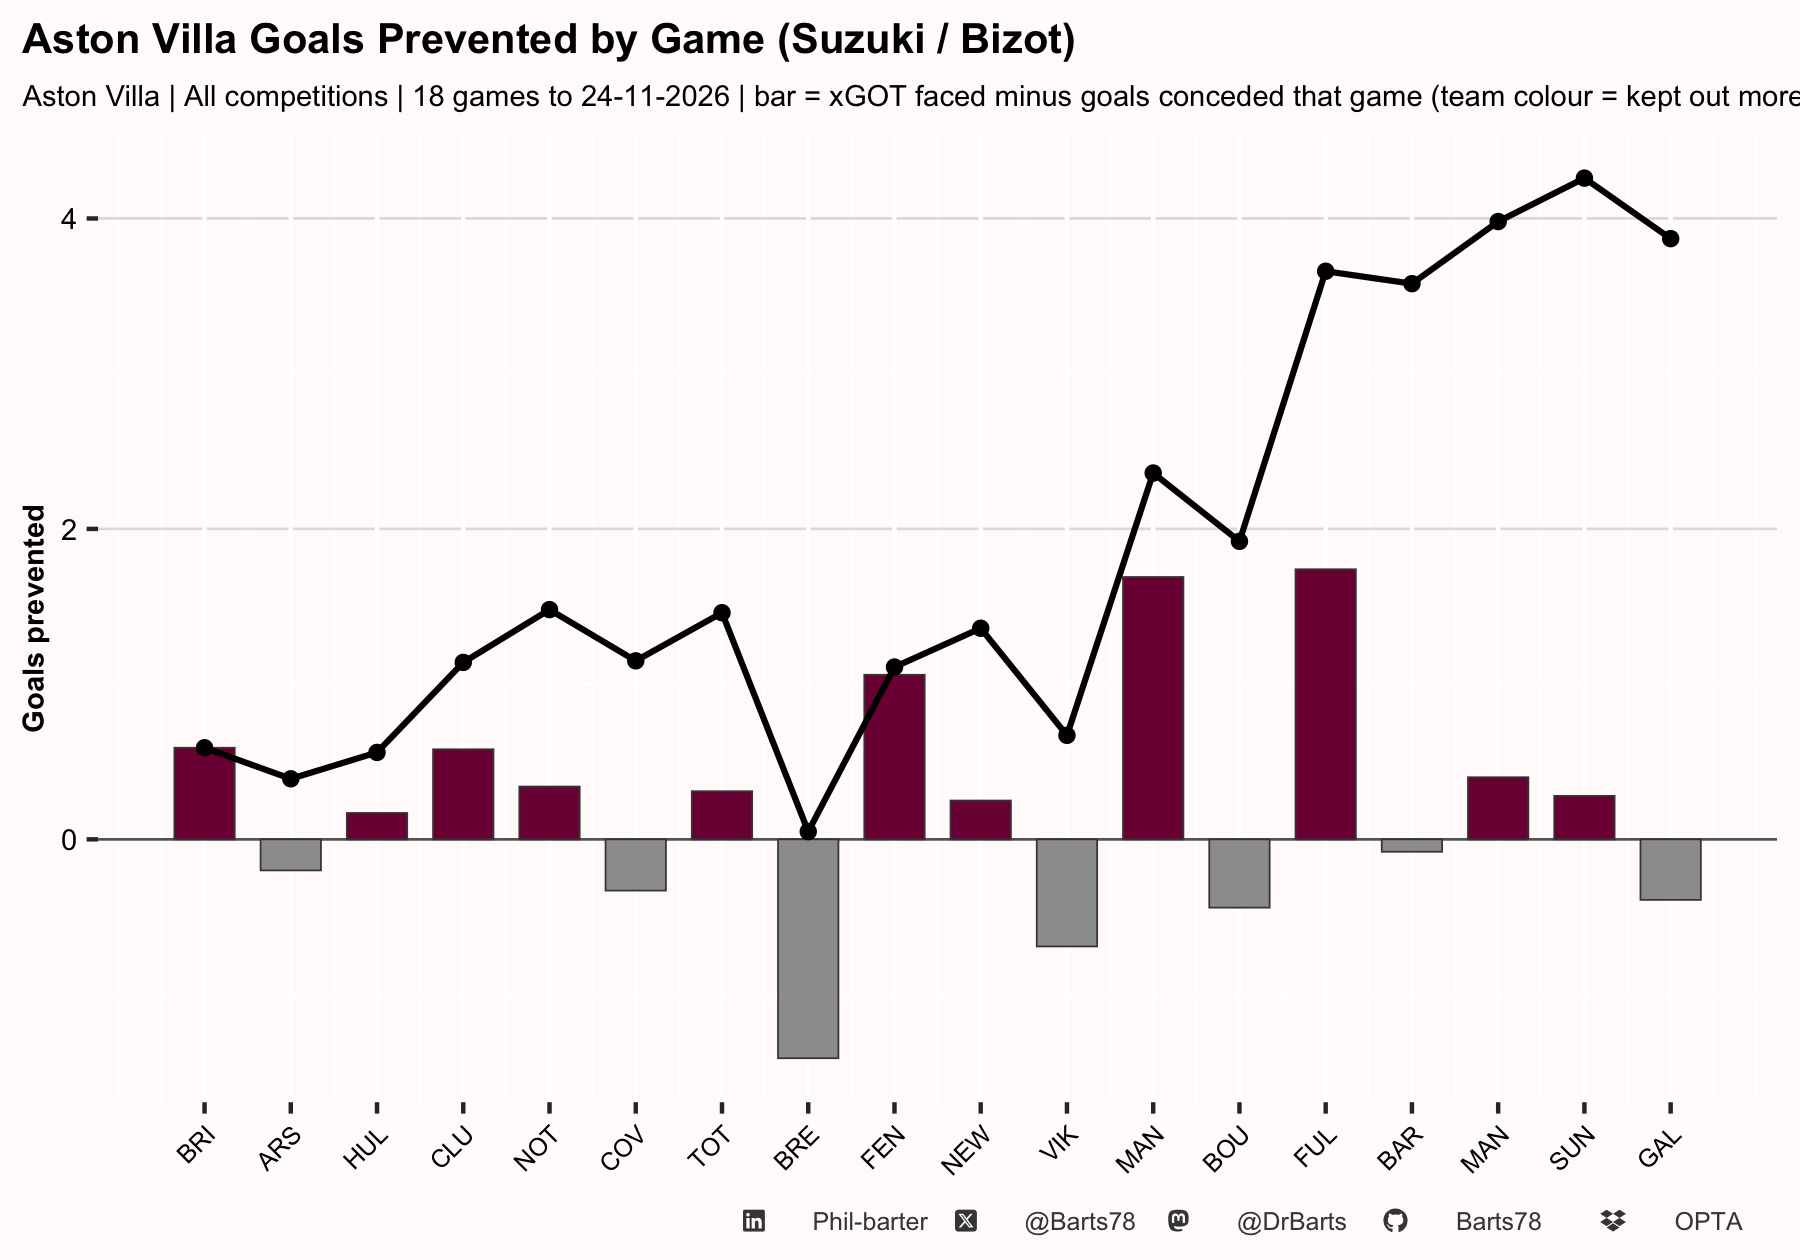 Aston Villa Goals Prevented by Game (Suzuki / Bizot)
Aston Villa | All competitions | 18 games to 24-11-2026 | bar = xGOT faced minus goals conceded that game (team colour = kept out more
Goals prevented
4
2
0
BRI ARS HUL CLU NOT COV TOT BRE FEN NEW VIK MAN BOU FUL BAR MAN SUN GAL
Phil-barter @Barts78 @DrBarts Barts78 OPTA